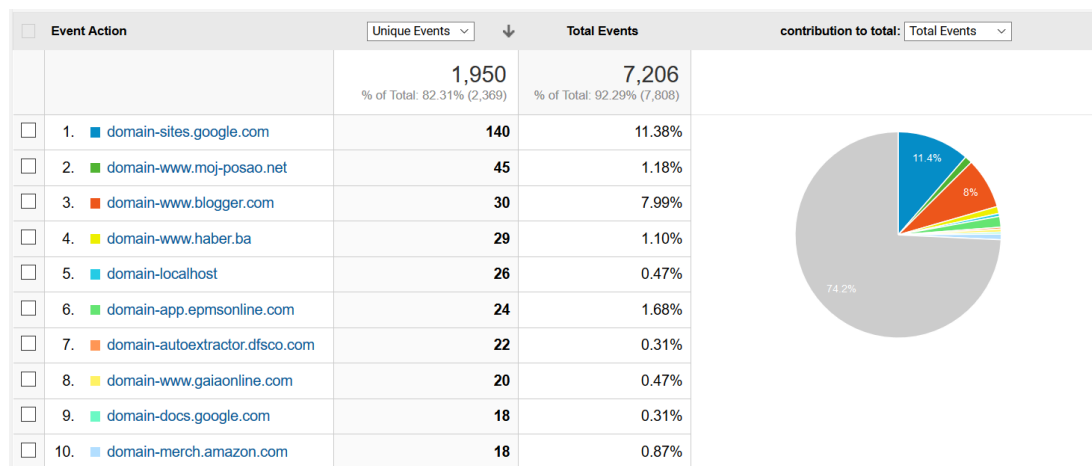 Event Action Unique Events Total Events contribution to total: Total Events
1,950 7,206
% of Total: 82.31% (2,369) % of Total: 92.29% (7,808)
1. domain-sites.google.com 140 11.38%
2. domain-www.moj-posao.net 45 1.18%
3. domain-www.blogger.com 30 7.99%
4. domain-www.haber.ba 29 1.10%
5. domain-localhost 26 0.47%
6. domain-app.epmsonline.com 24 1.68%
7. domain-autoextractor.dfsco.com 22 0.31%
8. domain-www.gaiaonline.com 20 0.47%
9. domain-docs.google.com 18 0.31%
10. domain-merch.amazon.com 18 0.87%
11.4%
8%
74.2%